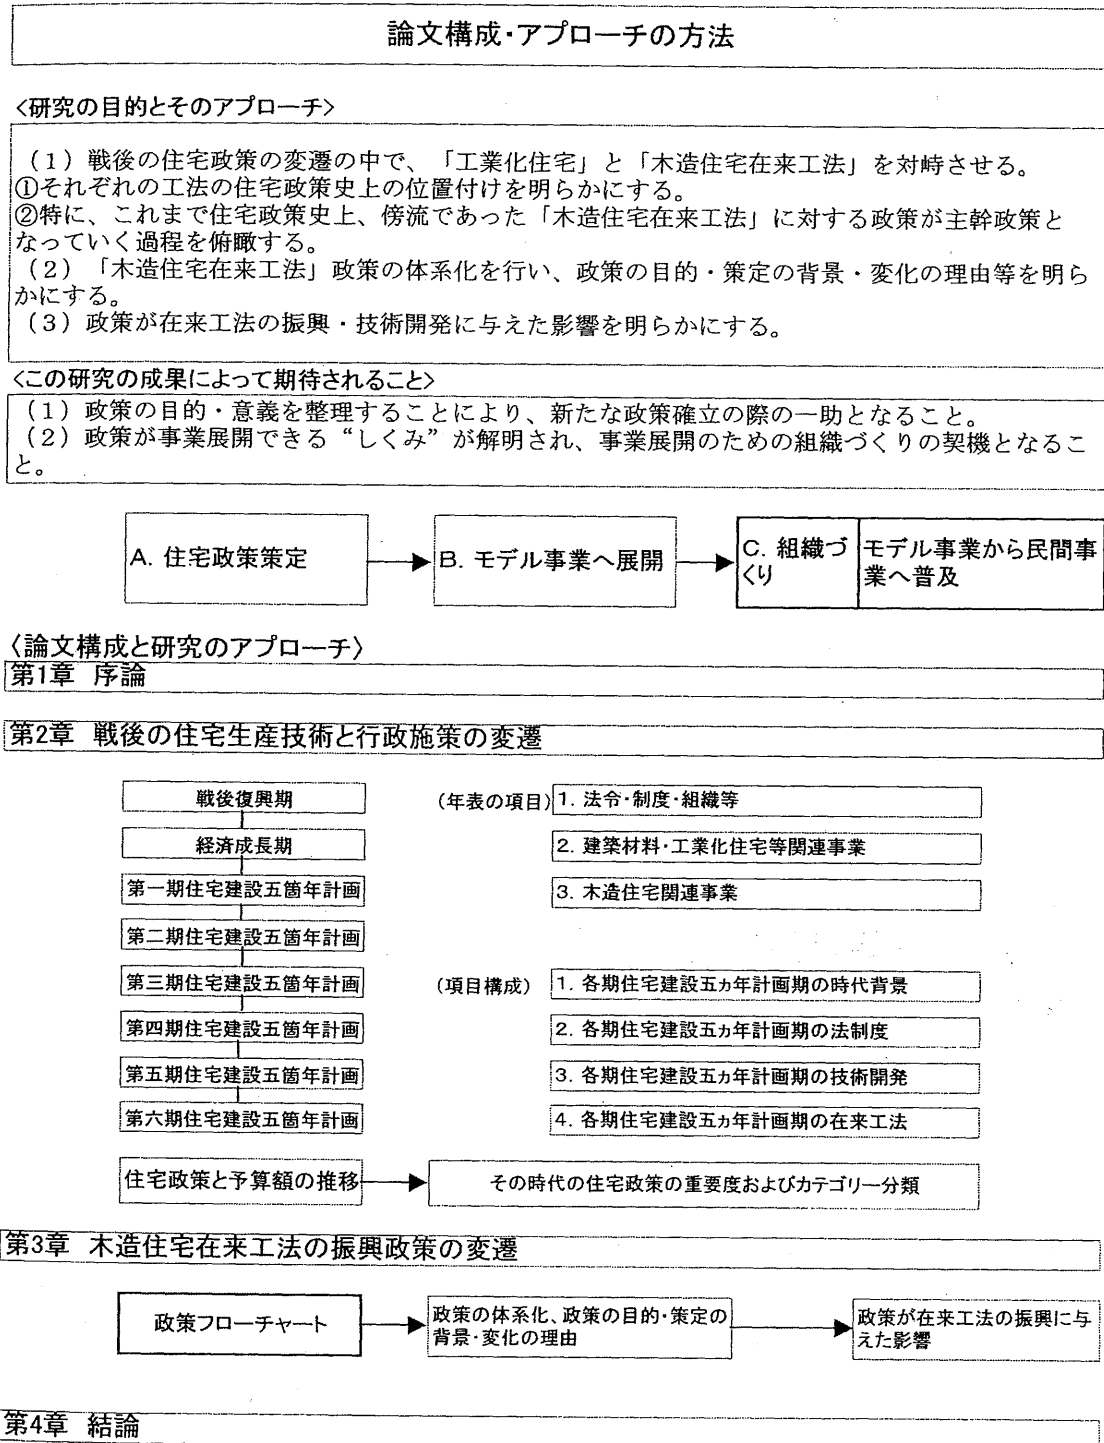 論文構成・アプローチの方法
〈研究の目的とそのアプローチ〉
（１）戦後の住宅政策の変遷の中で、「工業化住宅」と「木造住宅在来工法」を対峙させる。
①それぞれの工法の住宅政策史上の位置付けを明らかにする。
②特に、これまで住宅政策史上、傍流であった「木造住宅在来工法」に対する政策が主幹政策と
なっていく過程を俯瞰する。
（２）「木造住宅在来工法」政策の体系化を行い、政策の目的・策定の背景・変化の理由等を明ら
かにする。
（３）政策が在来工法の振興・技術開発に与えた影響を明らかにする。
〈この研究の成果によって期待されること〉
（１）政策の目的・意義を整理することにより、新たな政策確立の際の一助となること。
（２）政策が事業展開できる“しくみ”が解明され、事業展開のための組織づくりの契機となるこ
と。
A. 住宅政策策定
B. モデル事業へ展開
C. 組織づ
くり
モデル事業から民間事
業へ普及
〈論文構成と研究のアプローチ〉
第1章 序論
第2章 戦後の住宅生産技術と行政施策の変遷
戦後復興期
経済成長期
第一期住宅建設五箇年計画
第二期住宅建設五箇年計画
第三期住宅建設五箇年計画
第四期住宅建設五箇年計画
第五期住宅建設五箇年計画
第六期住宅建設五箇年計画
(年表の項目)
1. 法令・制度・組織等
2. 建築材料・工業化住宅等関連事業
3. 木造住宅関連事業
(項目構成)
1. 各期住宅建設五ヵ年計画期の時代背景
2. 各期住宅建設五ヵ年計画期の法制度
3. 各期住宅建設五ヵ年計画期の技術開発
4. 各期住宅建設五ヵ年計画期の在来工法
住宅政策と予算額の推移
その時代の住宅政策の重要度およびカテゴリー分類
第3章 木造住宅在来工法の振興政策の変遷
政策フローチャート
政策の体系化、政策の目的・策定の
背景・変化の理由
政策が在来工法の振興に与
えた影響
第4章 結論